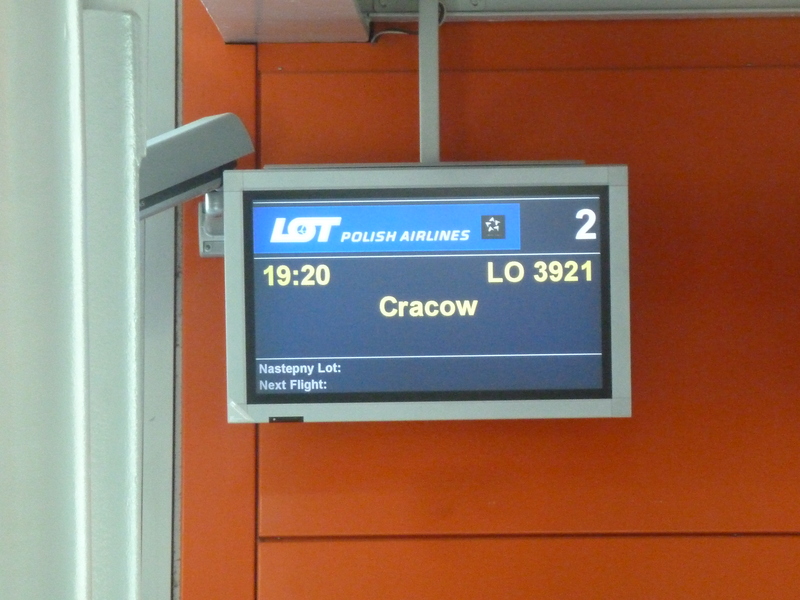 LOT POLISH AIRLINES 2
19:20 LO 3921
Cracow
Nastepny Lot:
Next Flight: